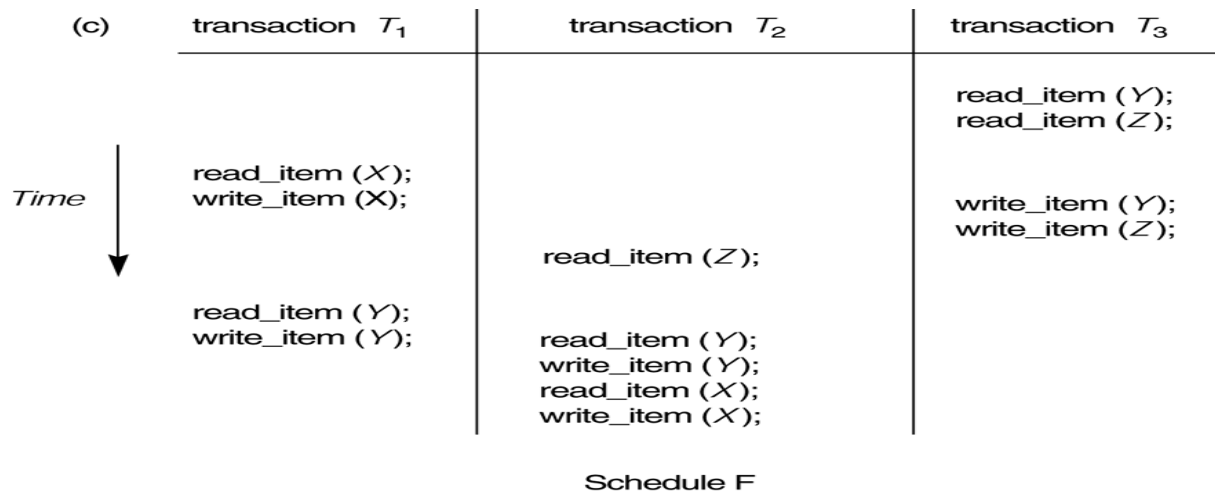 (c) transaction T₁ transaction T₂ transaction T₃
read_item (Y);
read_item (Z);
read_item (X);
Time write_item (X); write_item (Y);
write_item (Z);
read_item (Z);
read_item (Y);
write_item (Y); read_item (Y);
write_item (Y);
read_item (X);
write_item (X);
Schedule F